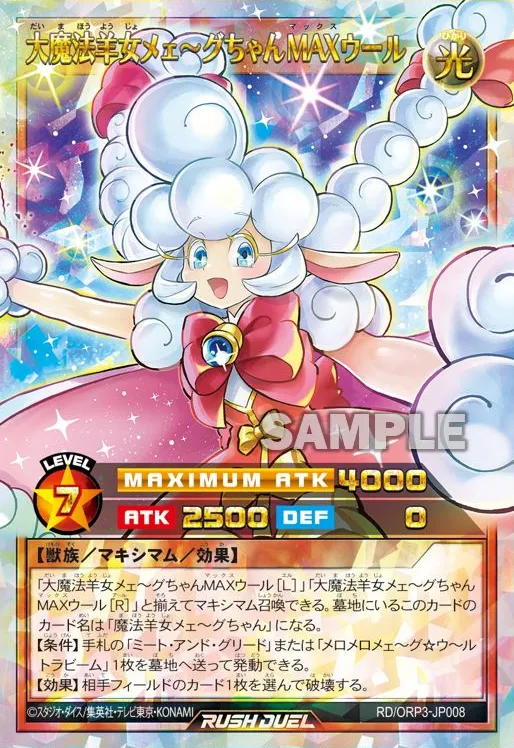 大魔法羊女メェ〜グちゃんMAXウール
光
SAMPLE
LEVEL
7
MAXIMUM ATK 4000
ATK 2500 DEF 0
【獣族／マキシマム／効果】
「大魔法羊女メェ〜グちゃんMAXウール［L］」「大魔法羊女メェ〜グちゃん
MAXウール［R］」と揃えてマキシマム召喚できる。墓地にいるこのカードの
カード名は「魔法羊女メェ〜グちゃん」になる。
【条件】手札の「ミート・アンド・グリード」または「メロメロメェ〜グ☆ウ〜ル
トラビーム」1枚を墓地へ送って発動できる。
【効果】相手フィールドのカード1枚を選んで破壊する。
©スタジオ・ダイス/集英社・テレビ東京・KONAMI
RUSH DUEL
RD/ORP3-JP008